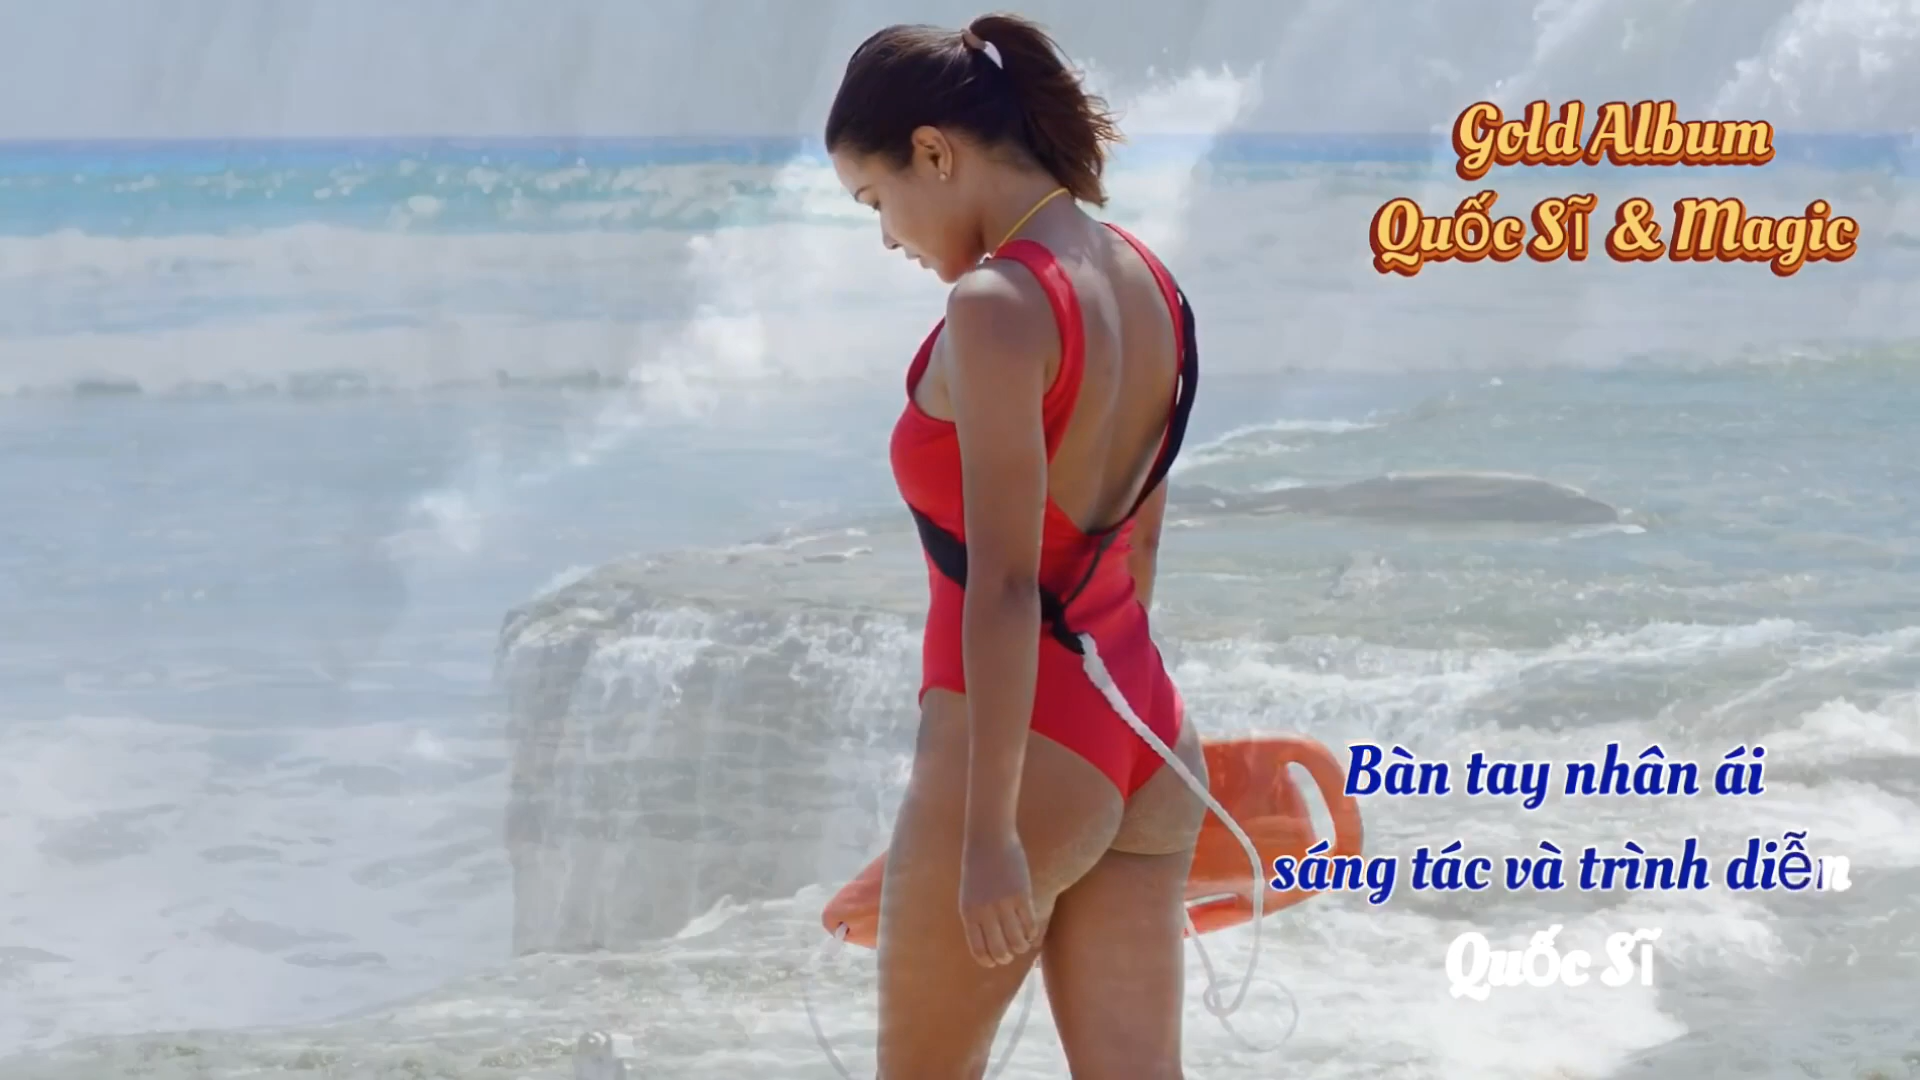 Gold Album
Quốc Sĩ & Magic
Bàn tay nhân ái
sáng tác và trình diễn
Quốc Sĩ